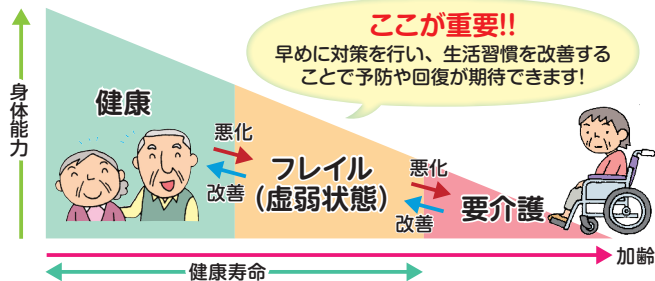 ここが重要!!
早めに対策を行い、生活習慣を改善する
ことで予防や回復が期待できます!
身体能力
健康
悪化
改善
フレイル
(虚弱状態)
悪化
改善
要介護
加齢
健康寿命